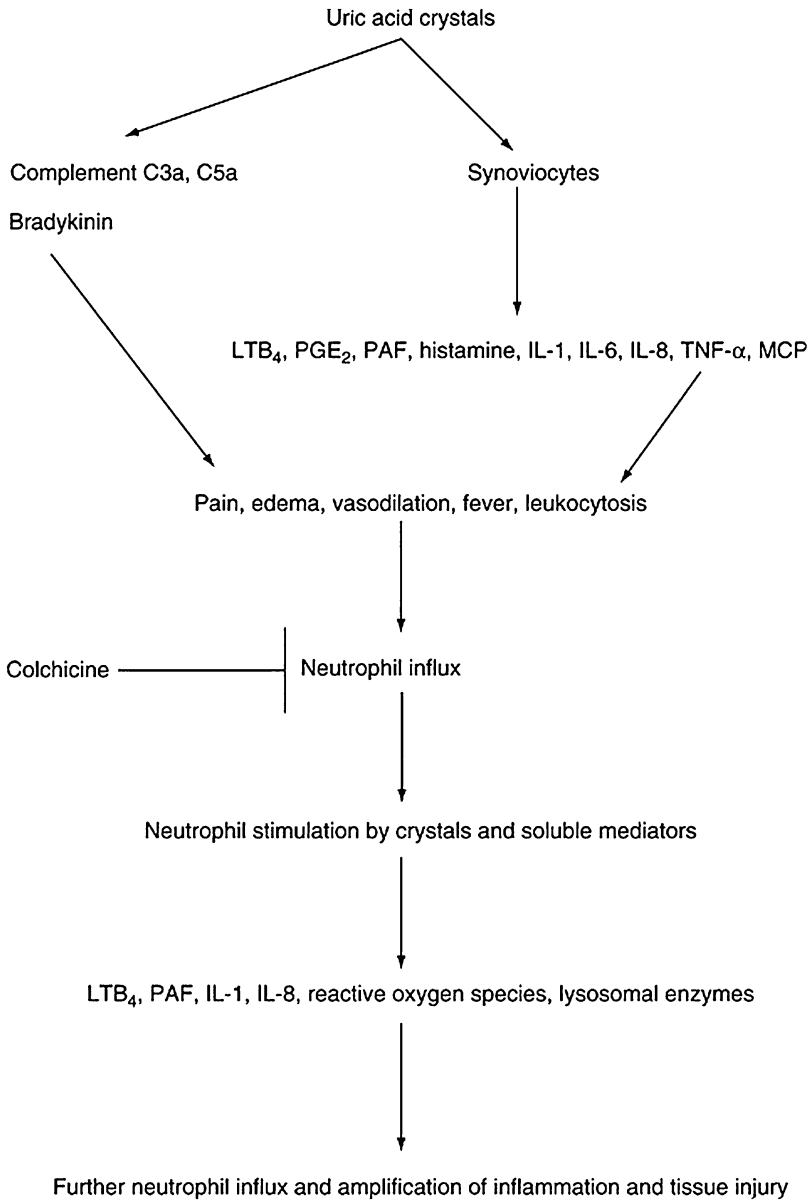 Uric acid crystals
Complement C3a, C5a
Synoviocytes
Bradykinin
LTB₄, PGE₂, PAF, histamine, IL-1, IL-6, IL-8, TNF-α, MCP
Pain, edema, vasodilation, fever, leukocytosis
Colchicine
Neutrophil influx
Neutrophil stimulation by crystals and soluble mediators
LTB₄, PAF, IL-1, IL-8, reactive oxygen species, lysosomal enzymes
Further neutrophil influx and amplification of inflammation and tissue injury